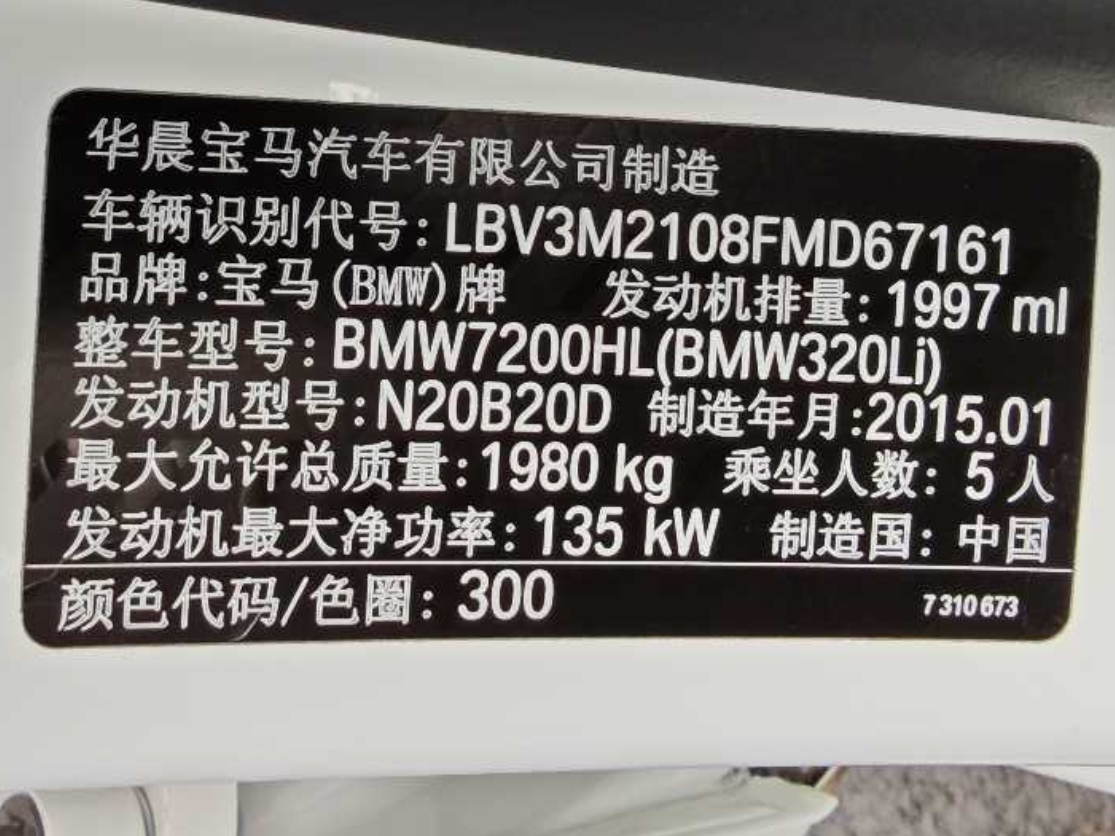 华晨宝马汽车有限公司制造
车辆识别代号:LBV3M2108FMD67161
品牌:宝马(BMW)牌 发动机排量:1997 ml
整车型号:BMW7200HL(BMW320Li)
发动机型号:N20B20D 制造年月:2015.01
最大允许总质量:1980 kg 乘坐人数:5人
发动机最大净功率:135 kW 制造国:中国
颜色代码/色圈:300 7310673